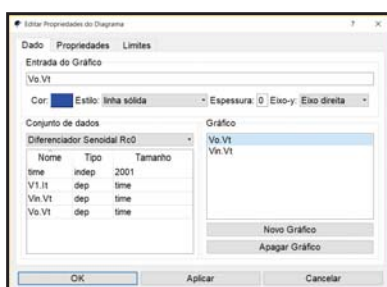 Editar Propriedades do Diagrama ? X
Dado Propriedades Limites
Entrada do Gráfico
Vo.Vt
Cor: Estilo: linha sólida Espessura: 0 Eixo-y: Eixo direita
Conjunto de dados Gráfico
Diferenciador Senoidal Rc0
Nome Tipo Tamanho
time indep 2001
V1.It dep time
Vin.Vt dep time
Vo.Vt dep time
Vo.Vt
Vin.Vt
Novo Gráfico
Apagar Gráfico
OK Aplicar Cancelar